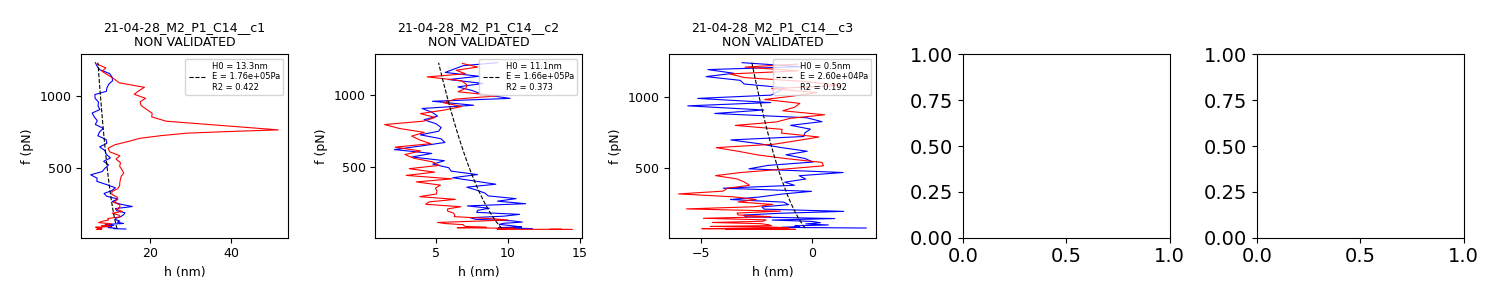 21-04-28_M2_P1_C14__c1
NON VALIDATED
H0 = 13.3nm
E = 1.76e+05Pa
R2 = 0.422
1000
500
f (pN)
20
40
h (nm)
21-04-28_M2_P1_C14__c2
NON VALIDATED
H0 = 11.1nm
E = 1.66e+05Pa
R2 = 0.373
1000
500
f (pN)
5
10
15
h (nm)
21-04-28_M2_P1_C14__c3
NON VALIDATED
H0 = 0.5nm
E = 2.60e+04Pa
R2 = 0.192
1000
500
f (pN)
−5
0
h (nm)
1.00
0.75
0.50
0.25
0.00
0.0
0.5
1.0
1.00
0.75
0.50
0.25
0.00
0.0
0.5
1.0